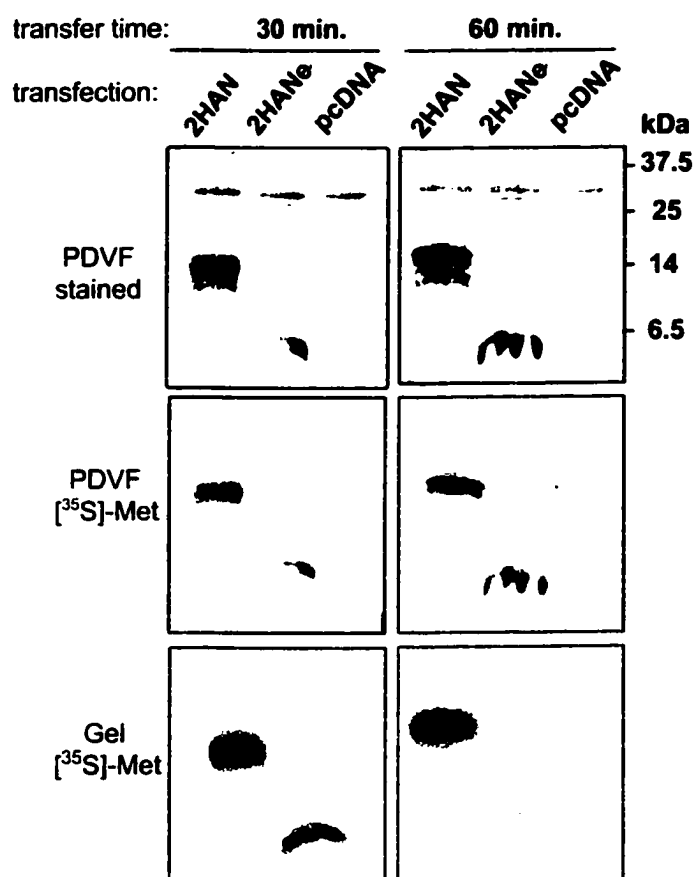 transfer time: 30 min. 60 min.
transfection: 2HAN 2HANe pcDNA 2HAN 2HANe pcDNA
kDa
37.5
25
PDVF
stained
14
6.5
PDVF
[³⁵S]-Met
Gel
[³⁵S]-Met